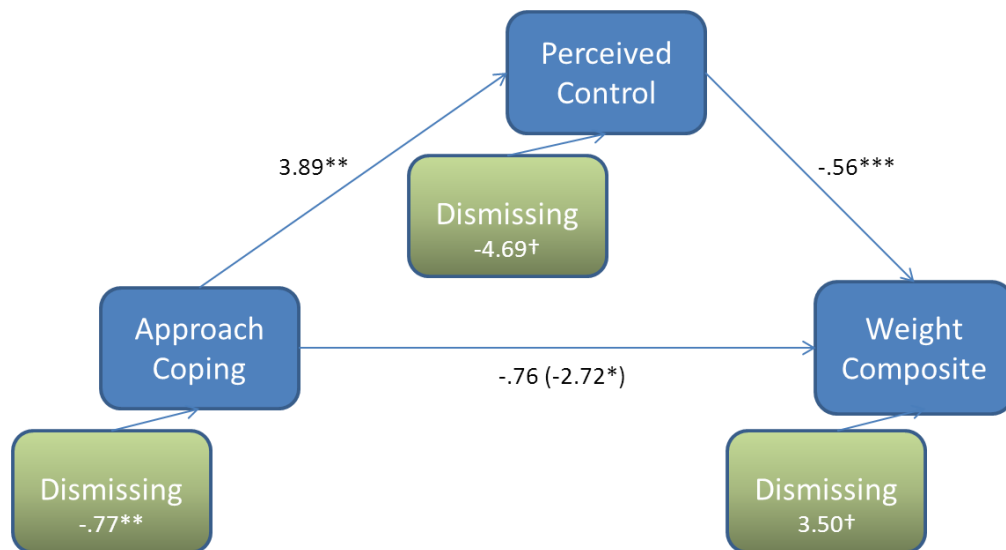 Perceived
Control
3.89**
-.56***
Dismissing
-4.69†
Approach
Coping
Weight
Composite
-.76 (-2.72*)
Dismissing
-.77**
Dismissing
3.50†